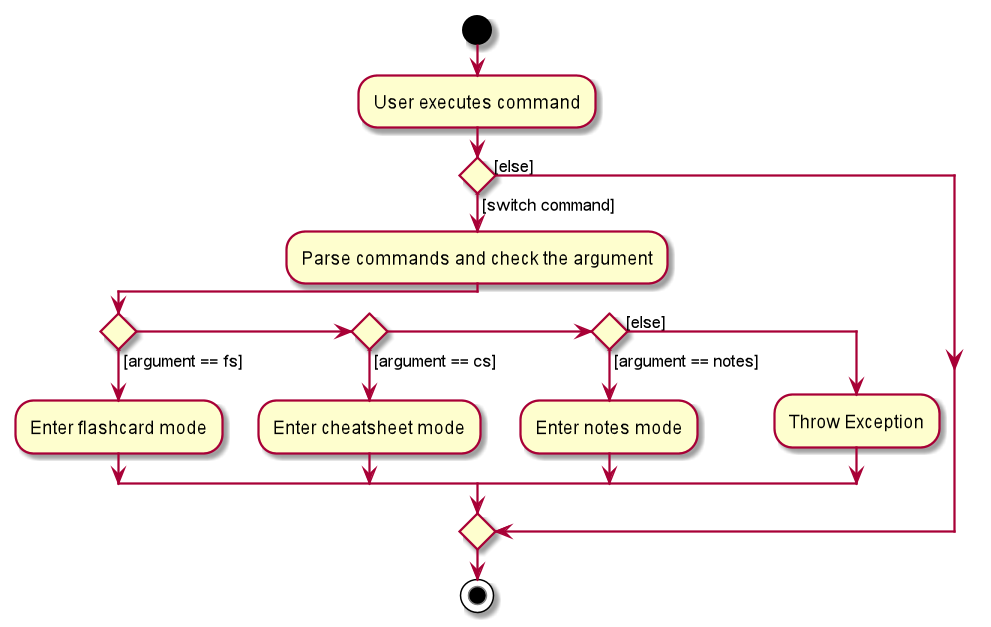 User executes command
[else]
[switch command]
Parse commands and check the argument
[else]
[argument == fs]
[argument == cs]
[argument == notes]
Enter flashcard mode
Enter cheatsheet mode
Enter notes mode
Throw Exception